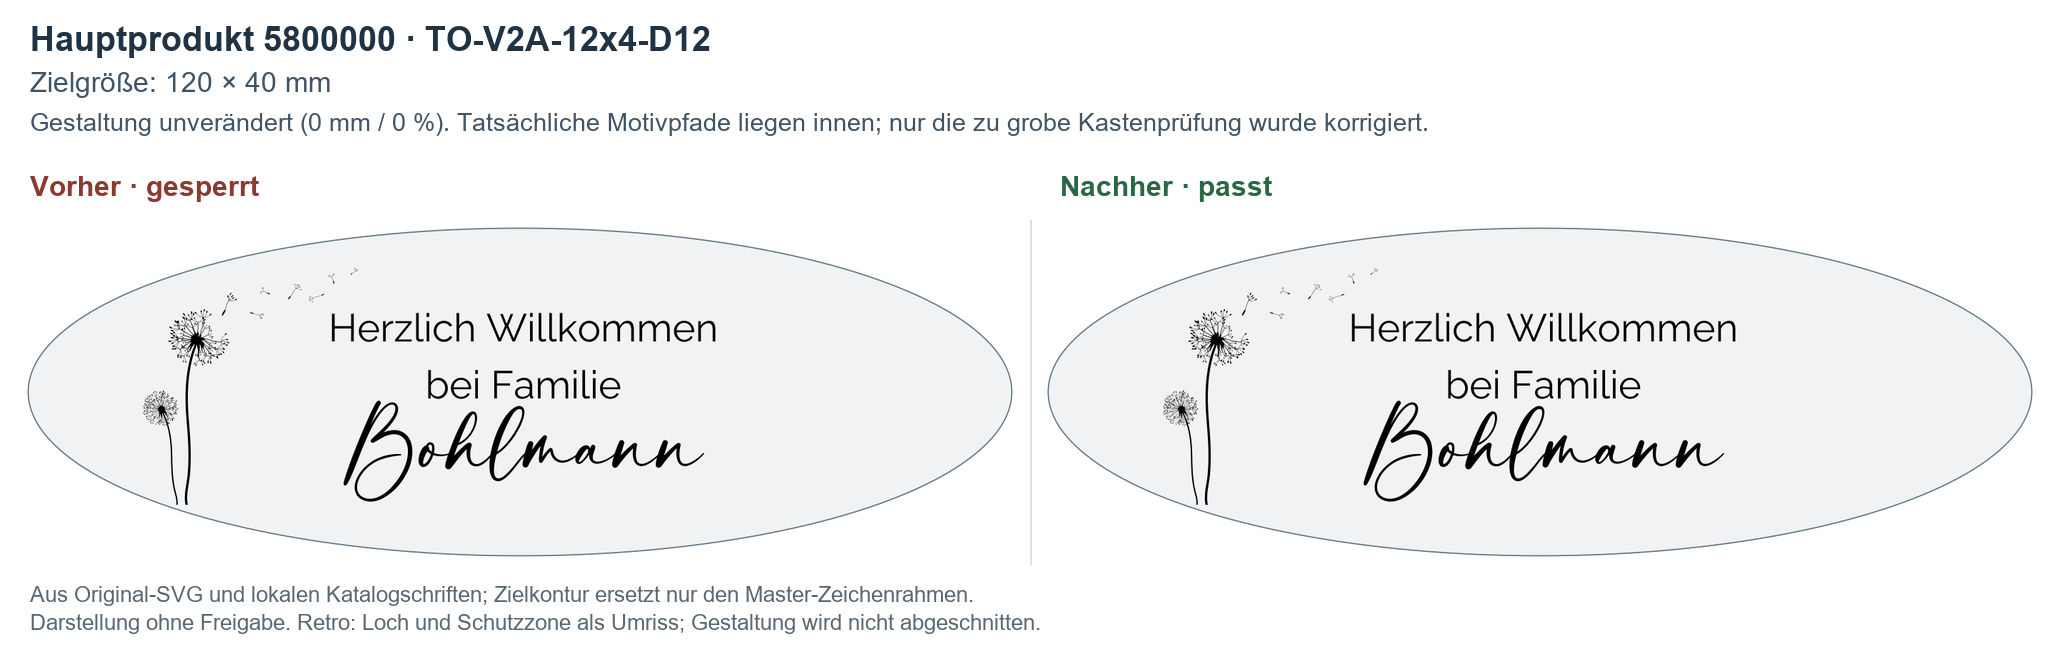 Hauptprodukt 5800000 · TO-V2A-12x4-D12
Zielgröße: 120 × 40 mm
Gestaltung unverändert (0 mm / 0 %). Tatsächliche Motivpfade liegen innen; nur die zu grobe Kastenprüfung wurde korrigiert.
Vorher · gesperrt
Herzlich Willkommen
bei Familie
Bohlmann
Nachher · passt
Herzlich Willkommen
bei Familie
Bohlmann
Aus Original-SVG und lokalen Katalogschriften; Zielkontur ersetzt nur den Master-Zeichenrahmen.
Darstellung ohne Freigabe. Retro: Loch und Schutzzone als Umriss; Gestaltung wird nicht abgeschnitten.